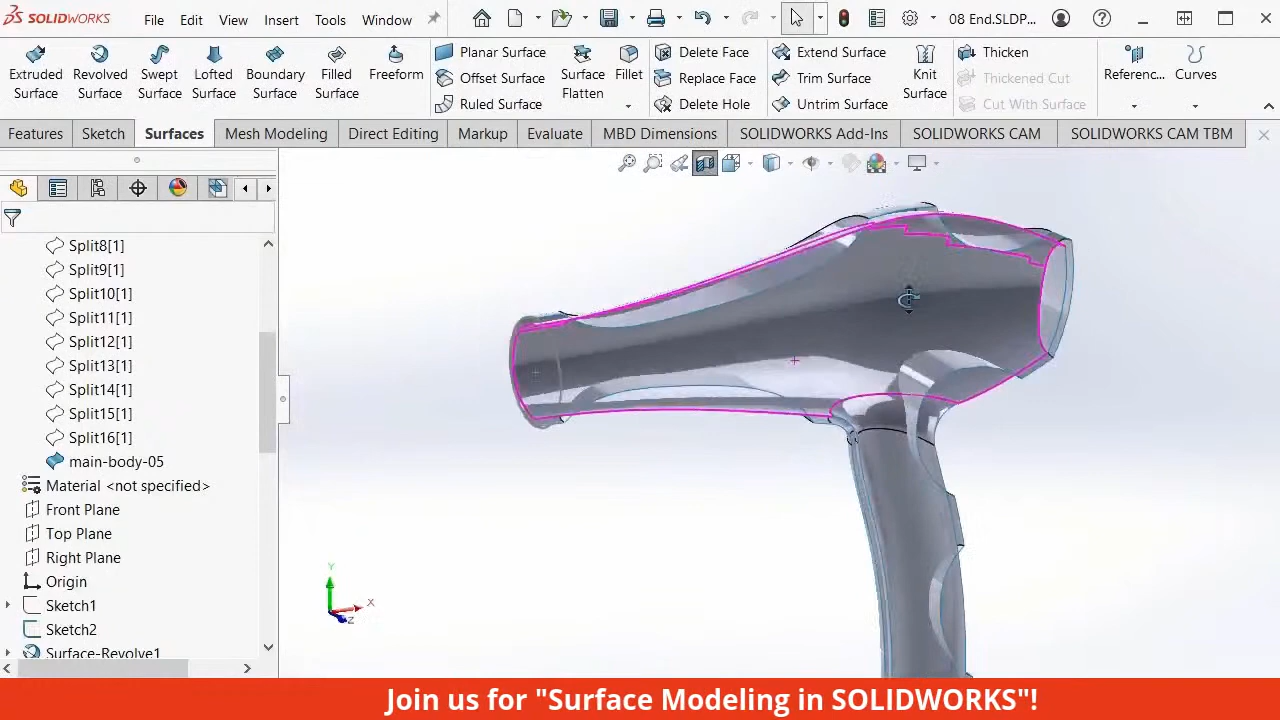 SOLIDWORKS File Edit View Insert Tools Window 08 End.SLDP...
Extruded Surface
Revolved Surface
Swept Surface
Lofted Surface
Boundary Surface
Filled Surface
Freeform
Planar Surface
Offset Surface
Ruled Surface
Surface Flatten
Fillet
Delete Face
Replace Face
Delete Hole
Extend Surface
Trim Surface
Untrim Surface
Knit Surface
Thicken
Thickened Cut
Cut With Surface
Referenc...
Curves
Features Sketch Surfaces Mesh Modeling Direct Editing Markup Evaluate MBD Dimensions SOLIDWORKS Add-Ins SOLIDWORKS CAM SOLIDWORKS CAM TBM
Split8[1]
Split9[1]
Split10[1]
Split11[1]
Split12[1]
Split13[1]
Split14[1]
Split15[1]
Split16[1]
main-body-05
Material <not specified>
Front Plane
Top Plane
Right Plane
Origin
Sketch1
Sketch2
Surface-Revolve1
Y
X
Z
Join us for "Surface Modeling in SOLIDWORKS"!